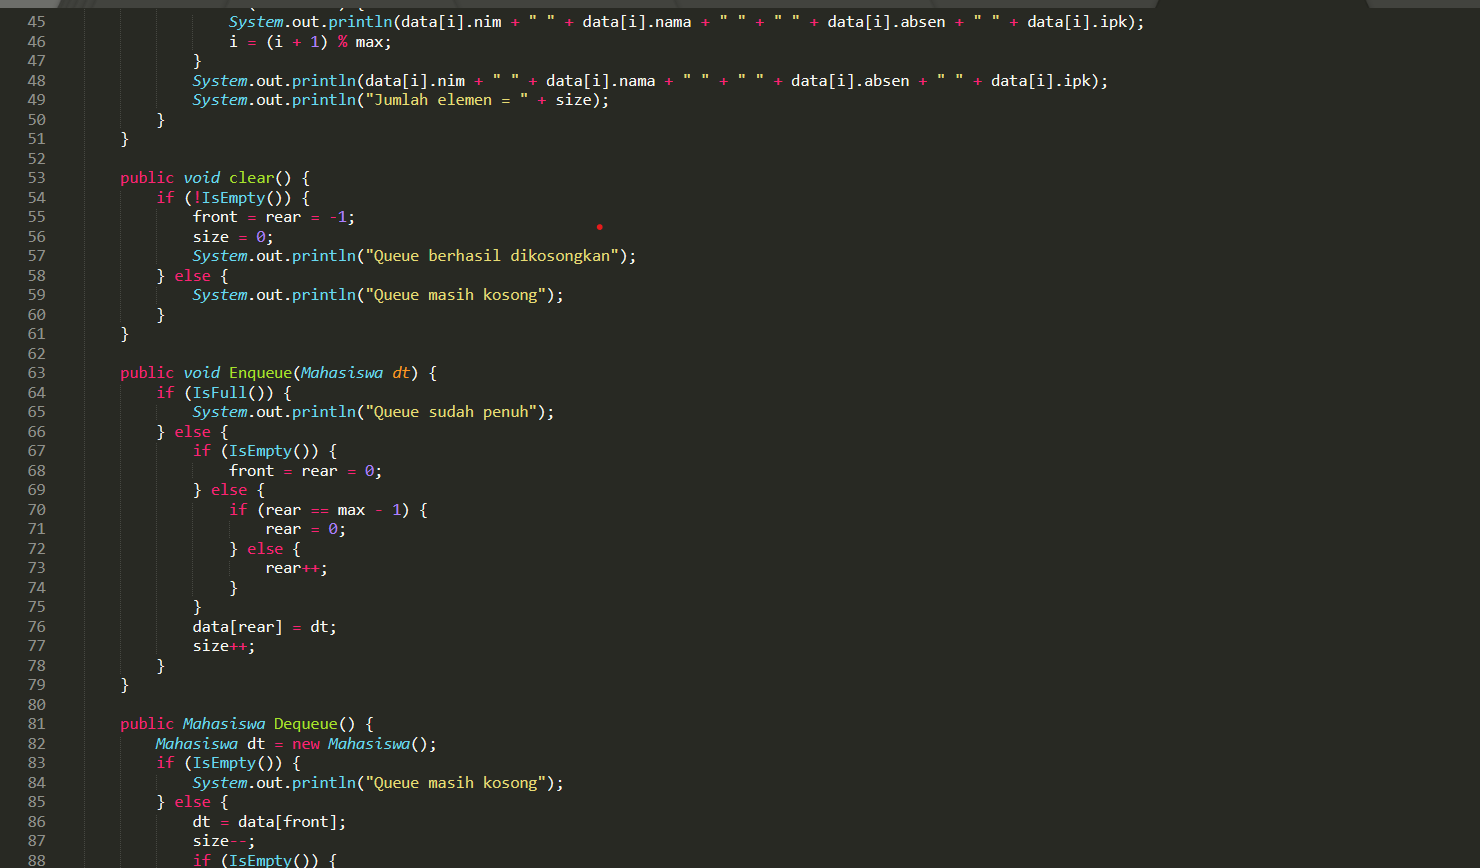 45 System.out.println(data[i].nim + " " + data[i].nama + " " + " " + data[i].absen + " " + data[i].ipk);
46 i = (i + 1) % max;
47 }
48 System.out.println(data[i].nim + " " + data[i].nama + " " + " " + data[i].absen + " " + data[i].ipk);
49 System.out.println("Jumlah elemen = " + size);
50 }
51 }
52
53 public void clear() {
54 if (!IsEmpty()) {
55 front = rear = -1;
56 size = 0;
57 System.out.println("Queue berhasil dikosongkan");
58 } else {
59 System.out.println("Queue masih kosong");
60 }
61 }
62
63 public void Enqueue(Mahasiswa dt) {
64 if (IsFull()) {
65 System.out.println("Queue sudah penuh");
66 } else {
67 if (IsEmpty()) {
68 front = rear = 0;
69 } else {
70 if (rear == max - 1) {
71 rear = 0;
72 } else {
73 rear++;
74 }
75 }
76 data[rear] = dt;
77 size++;
78 }
79 }
80
81 public Mahasiswa Dequeue() {
82 Mahasiswa dt = new Mahasiswa();
83 if (IsEmpty()) {
84 System.out.println("Queue masih kosong");
85 } else {
86 dt = data[front];
87 size--;
88 if (IsEmpty()) {